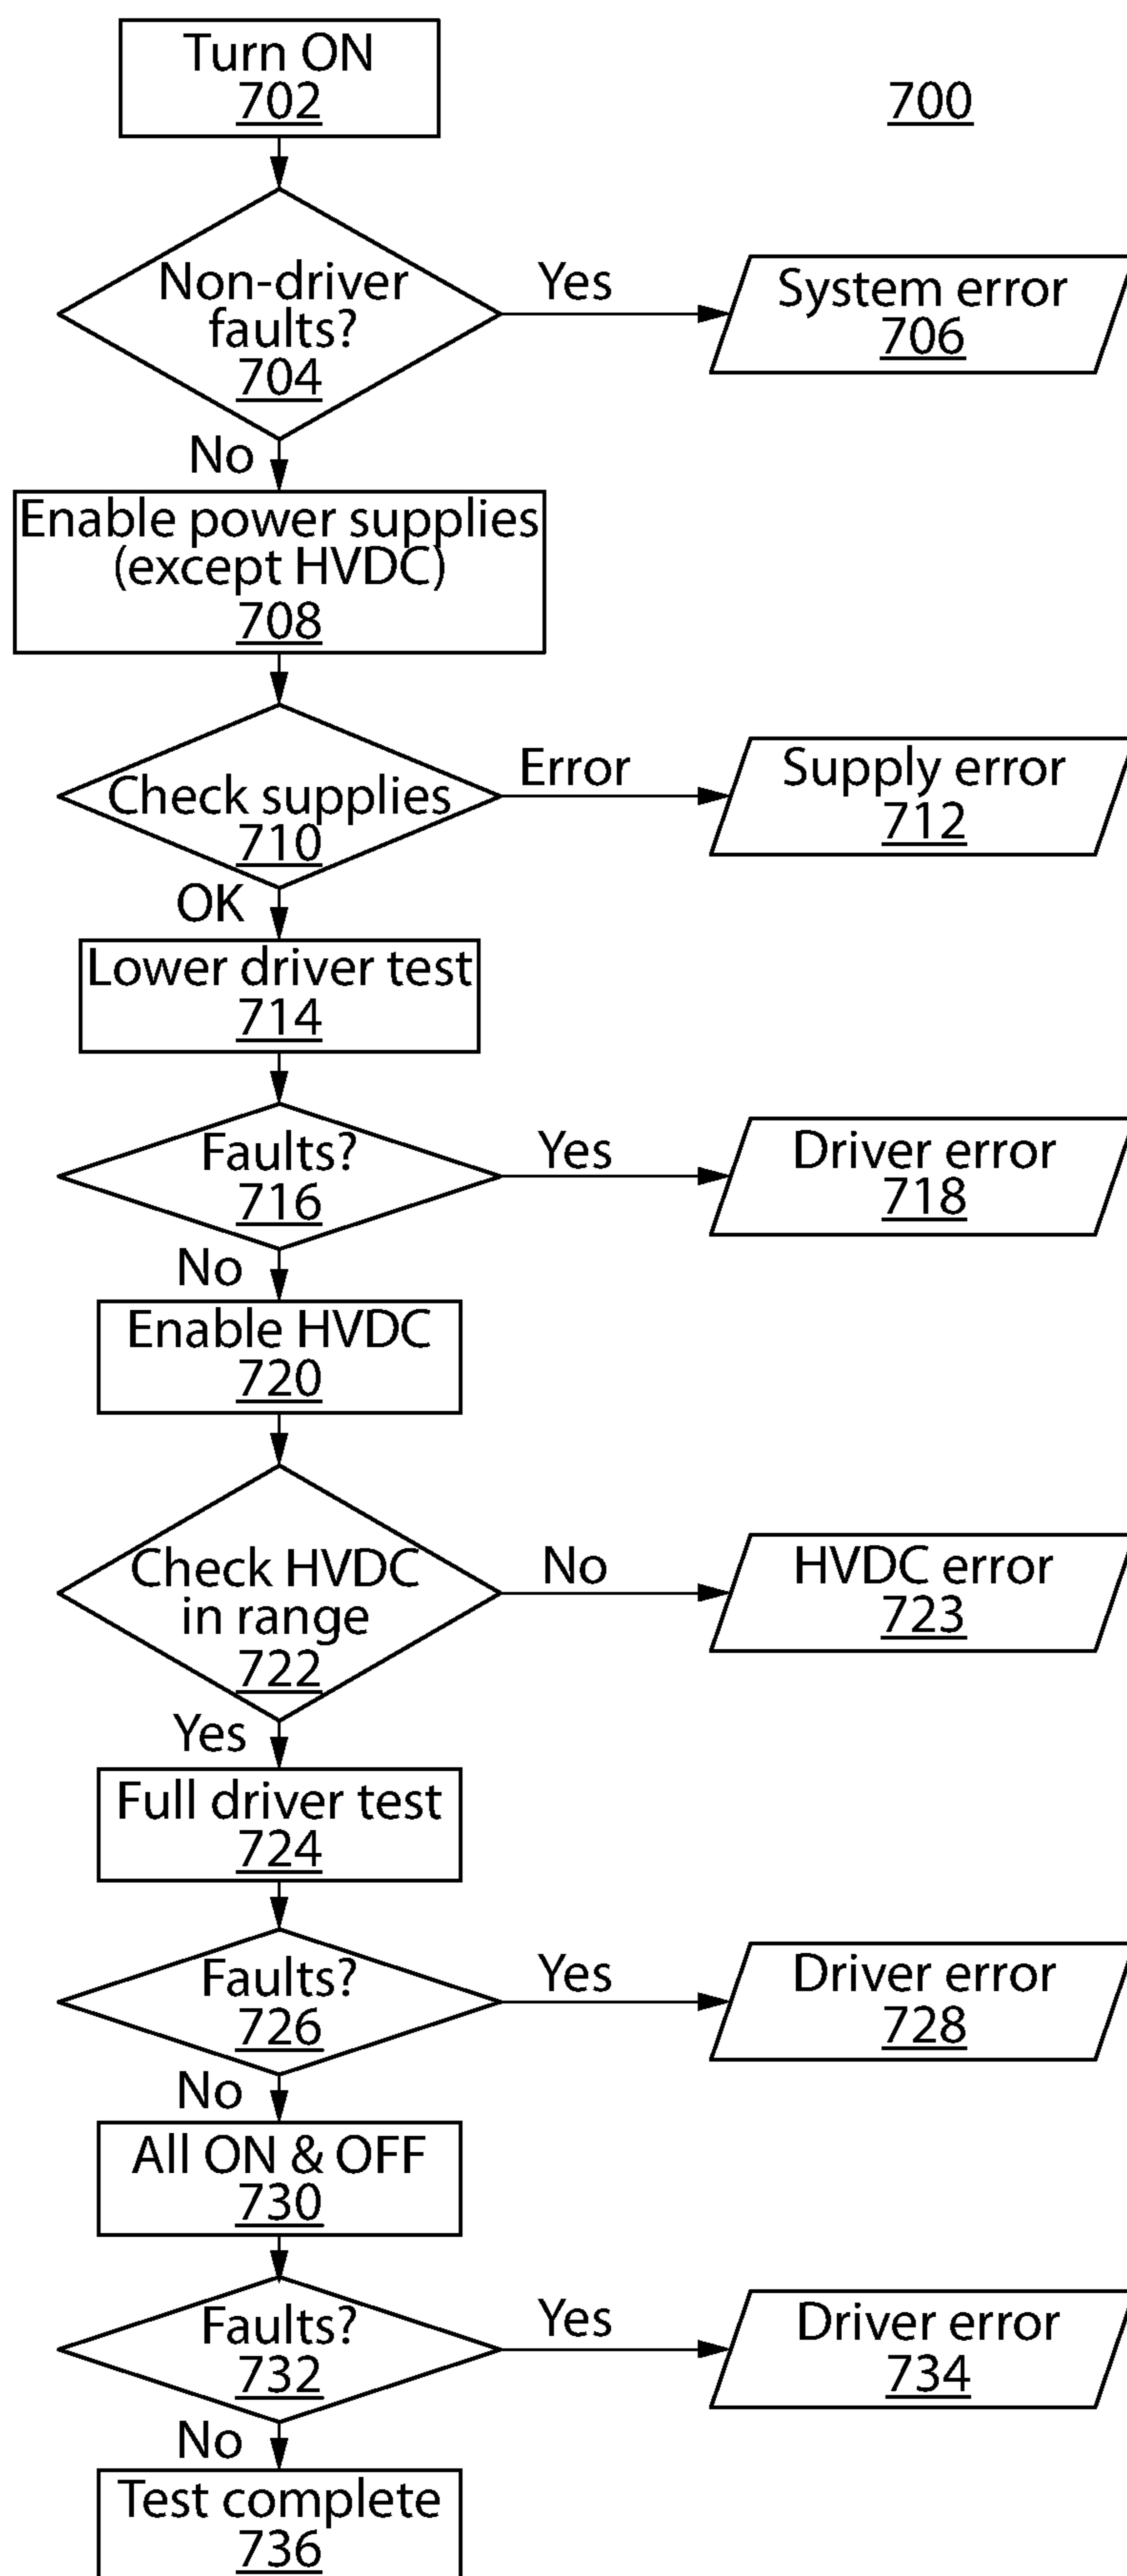 Turn ON
702
700
Non-driver
faults?
704
Yes
System error
706
No
Enable power supplies
(except HVDC)
708
Check supplies
710
Error
Supply error
712
OK
Lower driver test
714
Faults?
716
Yes
Driver error
718
No
Enable HVDC
720
Check HVDC
in range
722
No
HVDC error
723
Yes
Full driver test
724
Faults?
726
Yes
Driver error
728
No
All ON & OFF
730
Faults?
732
Yes
Driver error
734
No
Test complete
736